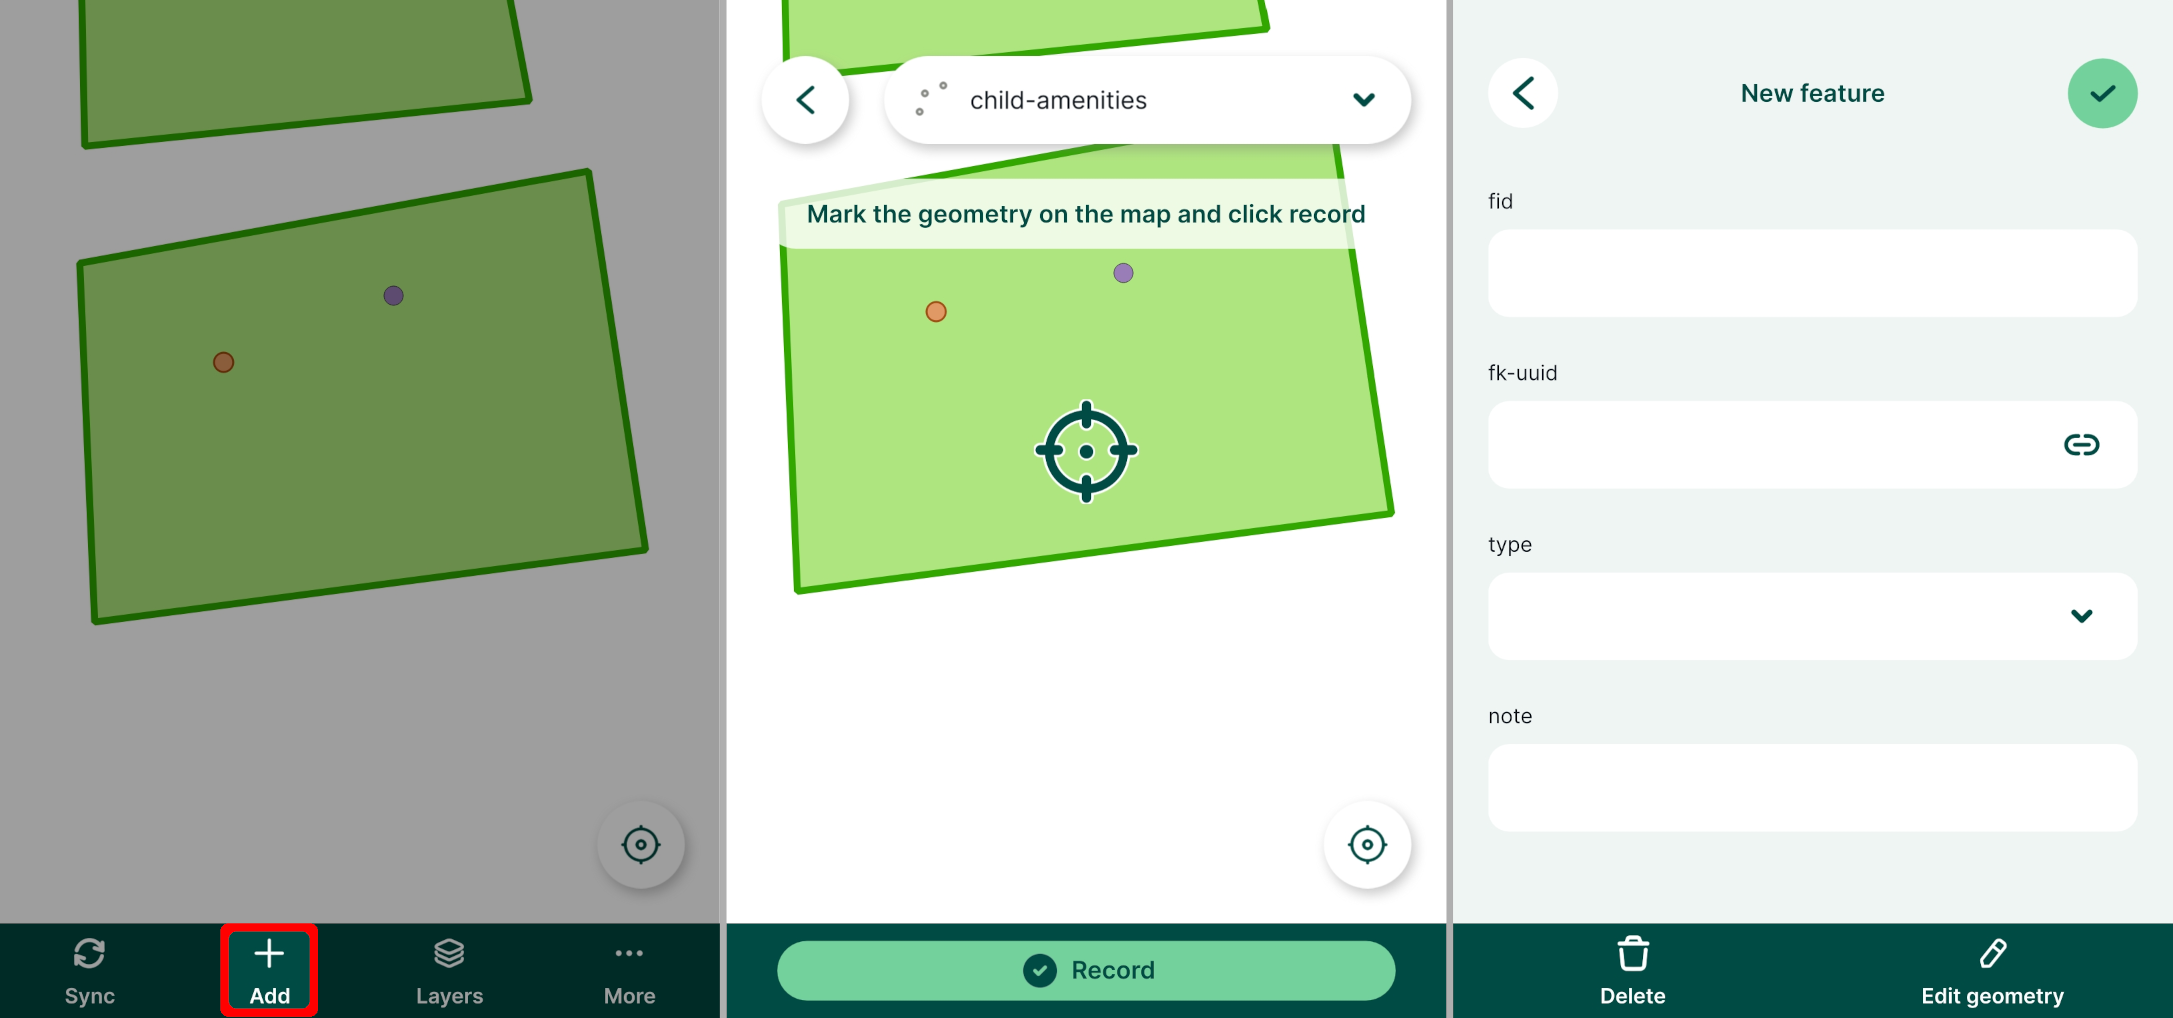 Sync
Add
Layers
More
child-amenities
Mark the geometry on the map and click record
Record
New feature
fid
fk-uuid
type
note
Delete
Edit geometry